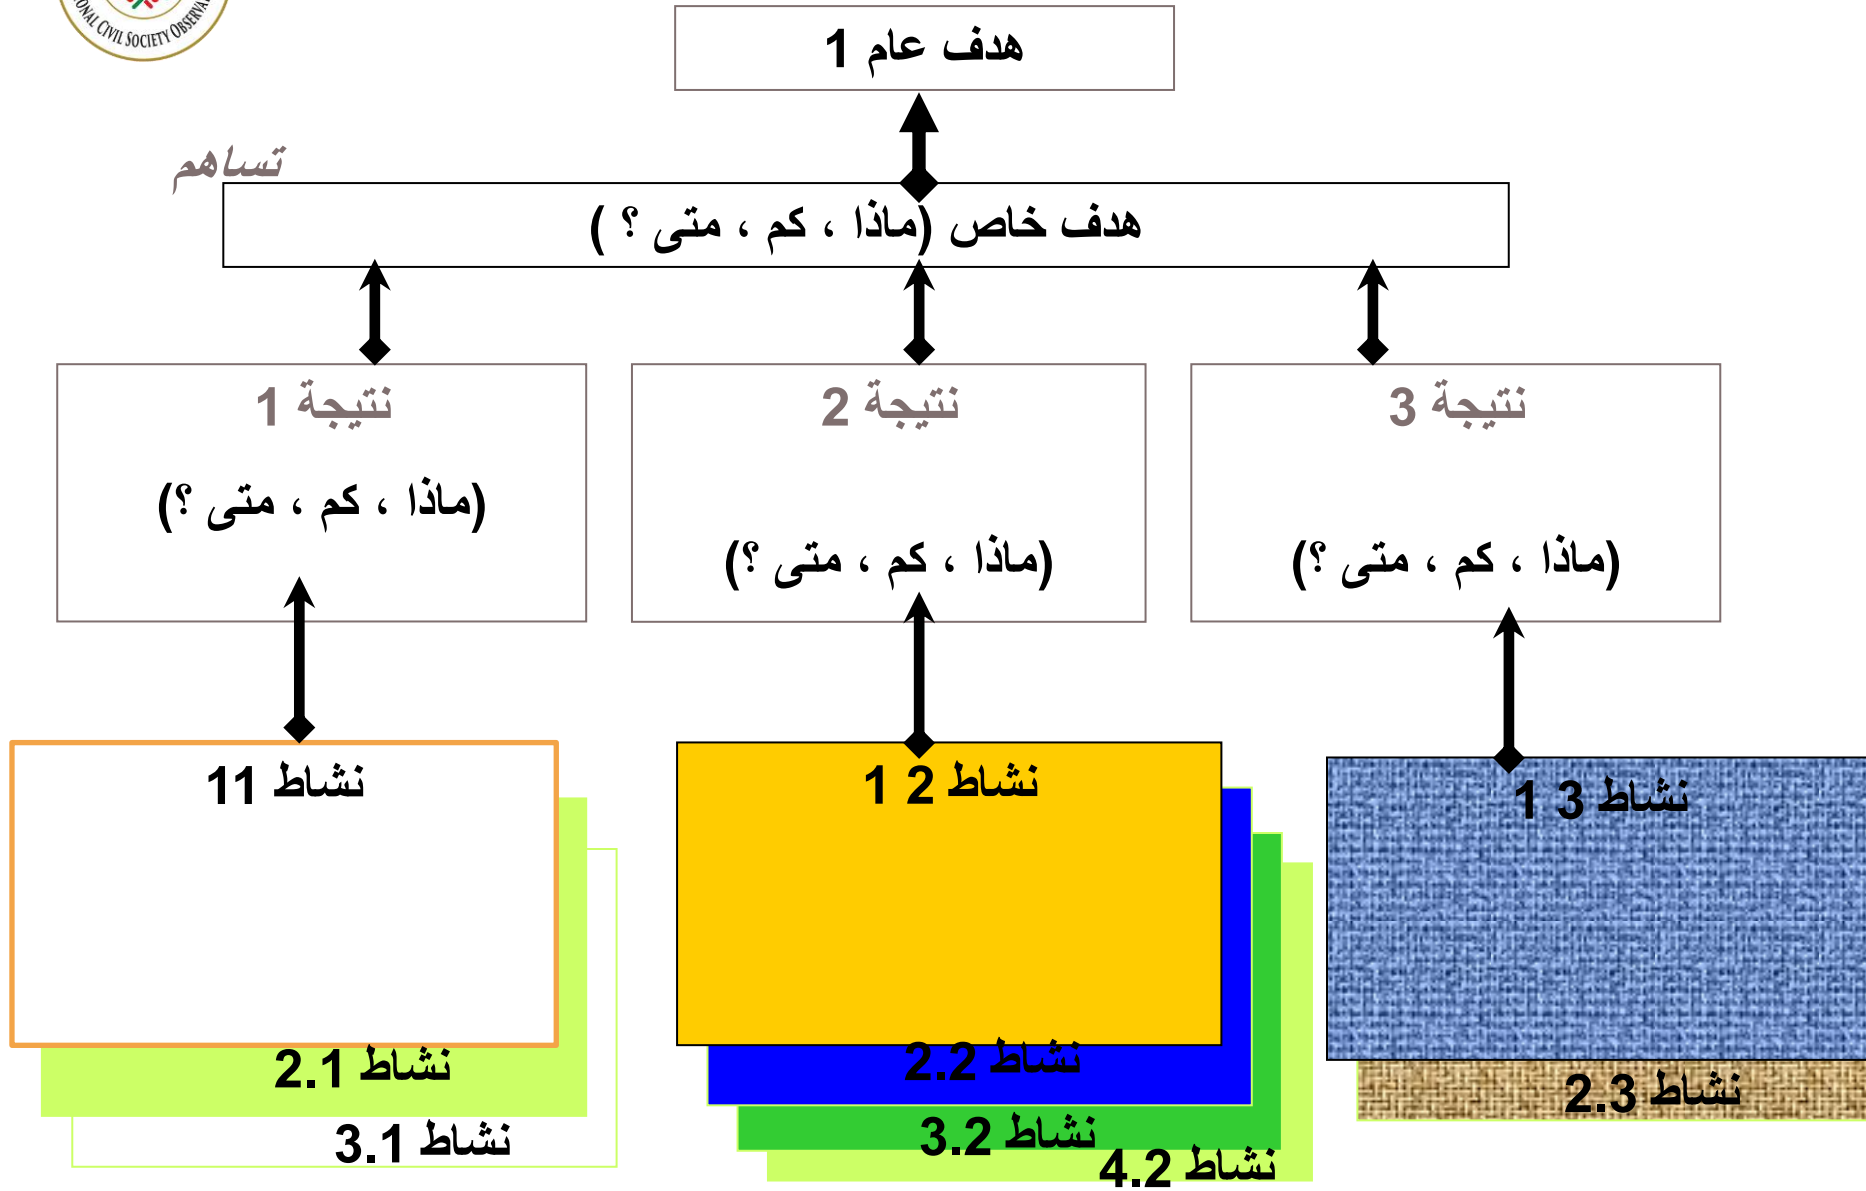 CIVIL SOCIETY
هدف عام 1
تساهم
هدف خاص (ماذا ، كم ، متى ؟ )
نتيجة 1
(ماذا ، كم ، متى ؟)
نتيجة 2
(ماذا ، كم ، متى ؟)
نتيجة 3
(ماذا ، كم ، متى ؟)
نشاط 11
نشاط 2.1
نشاط 3.1
نشاط 2 1
نشاط 2.2
نشاط 3.2
نشاط 4.2
نشاط 3 1
نشاط 2.3